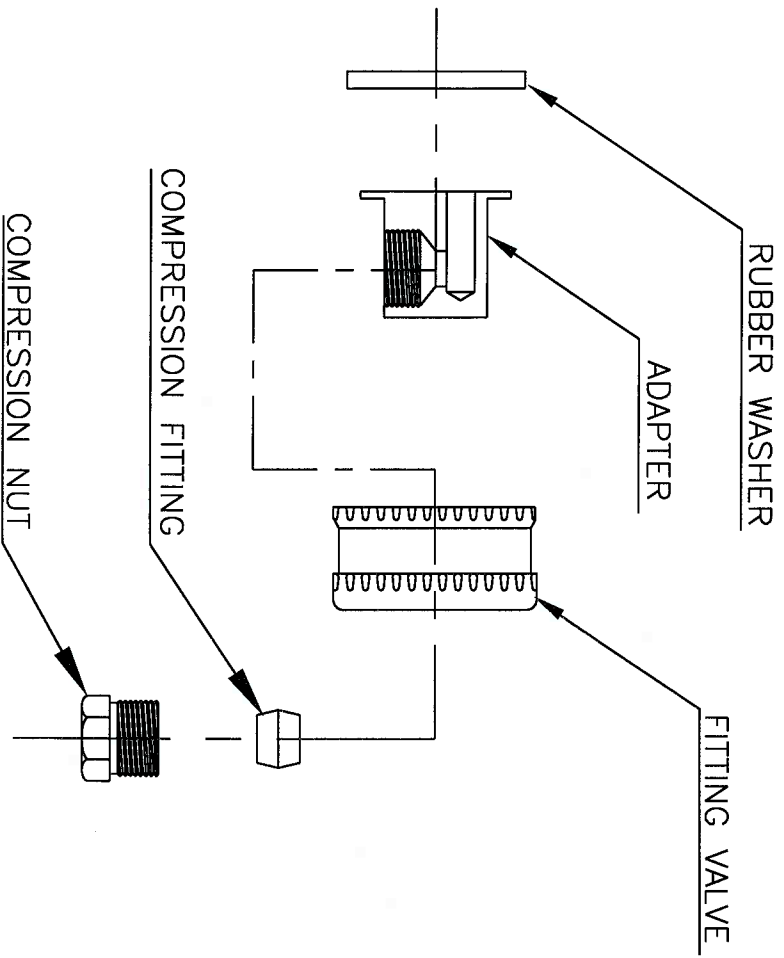 RUBBER WASHER
ADAPTER
FITTING VALVE
COMPRESSION FITTING
COMPRESSION NUT